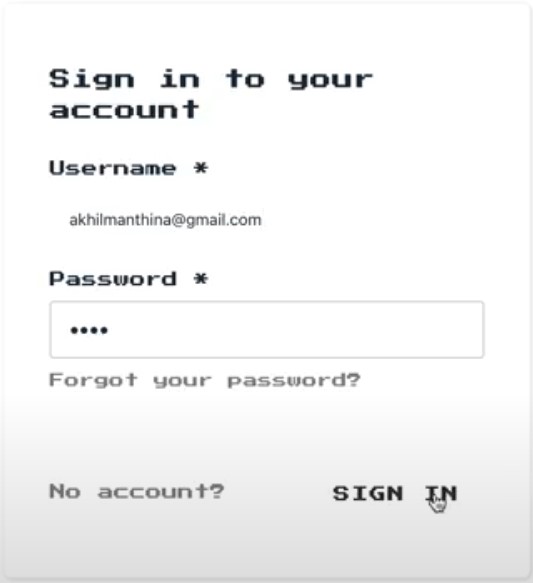 Sign in to your
account
Username *
akhilmanthina@gmail.com
Password *
••••
Forgot your password?
No account?
SIGN IN